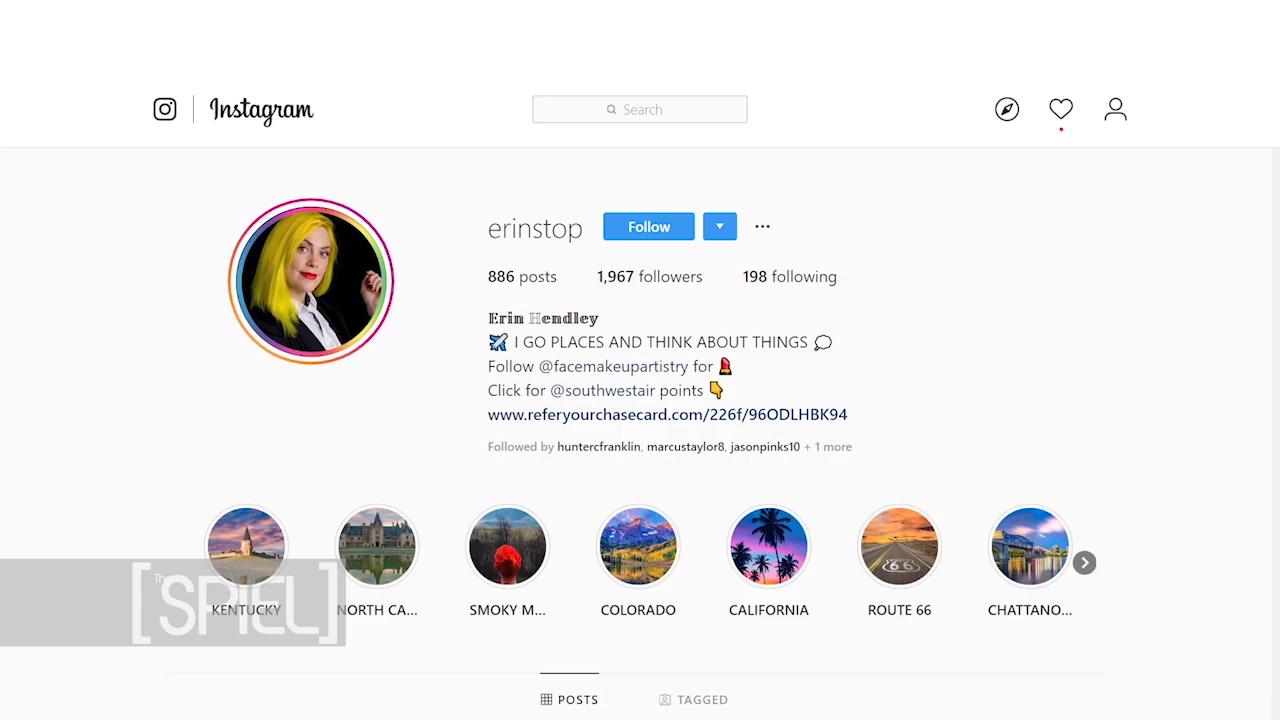 Instagram
Search
erinstop Follow
886 posts 1,967 followers 198 following
𝔼rin ℍendley
✈️ I GO PLACES AND THINK ABOUT THINGS 💭
Follow @facemakeupartistry for 💄
Click for @southwestair points 👇
www.referyourchasecard.com/226f/96ODLHBK94
Followed by huntercfranklin, marcustaylor8, jasonpinks10 + 1 more
66
KENTUCKY NORTH CA... SMOKY M... COLORADO CALIFORNIA ROUTE 66 CHATTANO...
[The SPIEL]
POSTS TAGGED